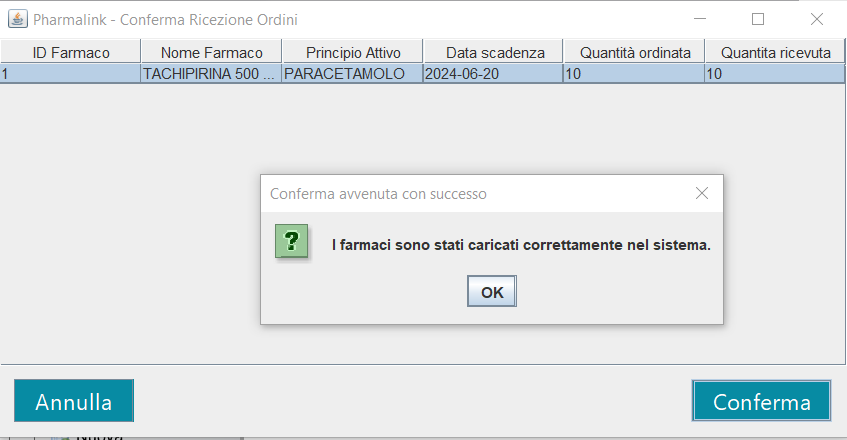 Pharmalink - Conferma Ricezione Ordini
ID Farmaco Nome Farmaco Principio Attivo Data scadenza Quantità ordinata Quantita ricevuta
1 TACHIPIRINA 500 ... PARACETAMOLO 2024-06-20 10 10
Conferma avvenuta con successo
?
I farmaci sono stati caricati correttamente nel sistema.
OK
Annulla Conferma